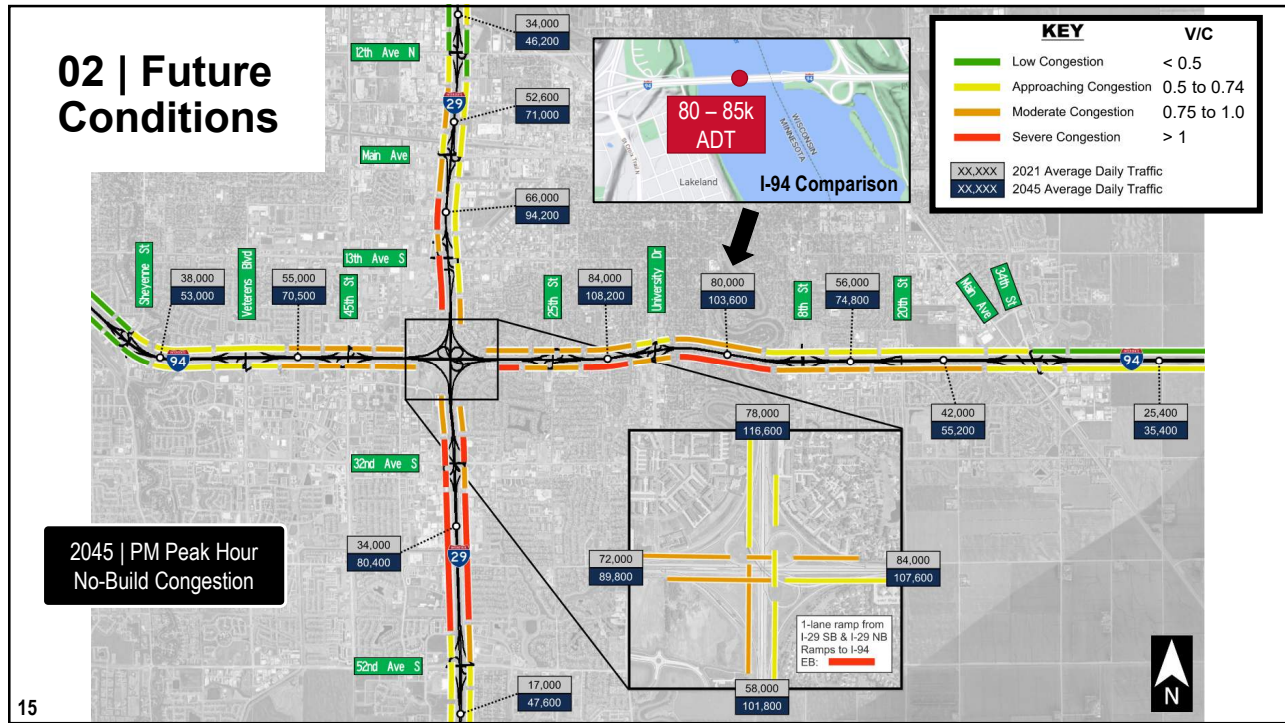 02 | Future
Conditions
KEY
V/C
Low Congestion
< 0.5
Approaching Congestion
0.5 to 0.74
Moderate Congestion
0.75 to 1.0
Severe Congestion
> 1
XX,XXX
2021 Average Daily Traffic
XX,XXX
2045 Average Daily Traffic
80 – 85k
ADT
WISCONSIN
MINNESOTA
Lakeland
I-94 Comparison
94
94
12th Ave N
34,000
46,200
29
52,600
71,000
Main Ave
66,000
94,200
13th Ave S
Sheyenne St
38,000
53,000
Veterens Blvd
55,000
70,500
45th St
25th St
84,000
108,200
University Dr
80,000
103,600
8th St
56,000
74,800
20th St
Main Ave
34th St
94
94
42,000
55,200
25,400
35,400
32nd Ave S
34,000
80,400
29
52nd Ave S
17,000
47,600
78,000
116,600
72,000
89,800
84,000
107,600
58,000
101,800
1-lane ramp from
I-29 SB & I-29 NB
Ramps to I-94
EB:
2045 | PM Peak Hour
No-Build Congestion
N
15